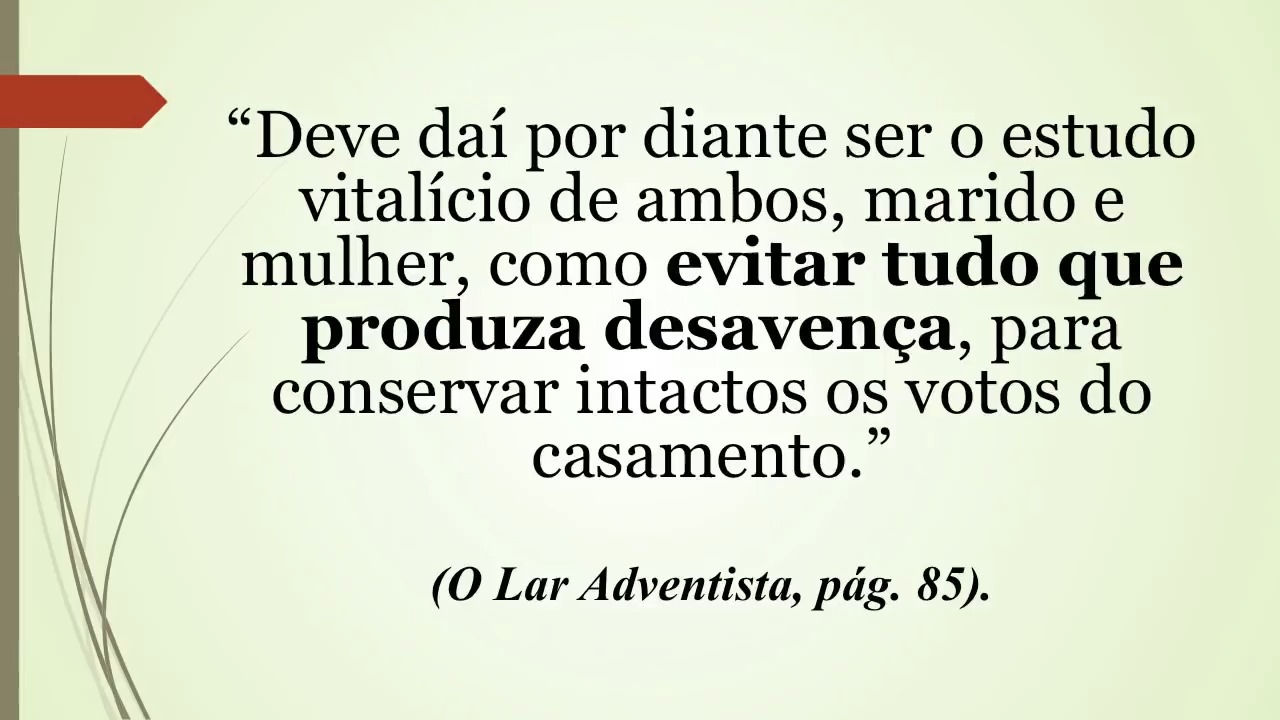 “Deve daí por diante ser o estudo
vitalício de ambos, marido e
mulher, como evitar tudo que
produza desavença, para
conservar intactos os votos do
casamento.”
(O Lar Adventista, pág. 85).